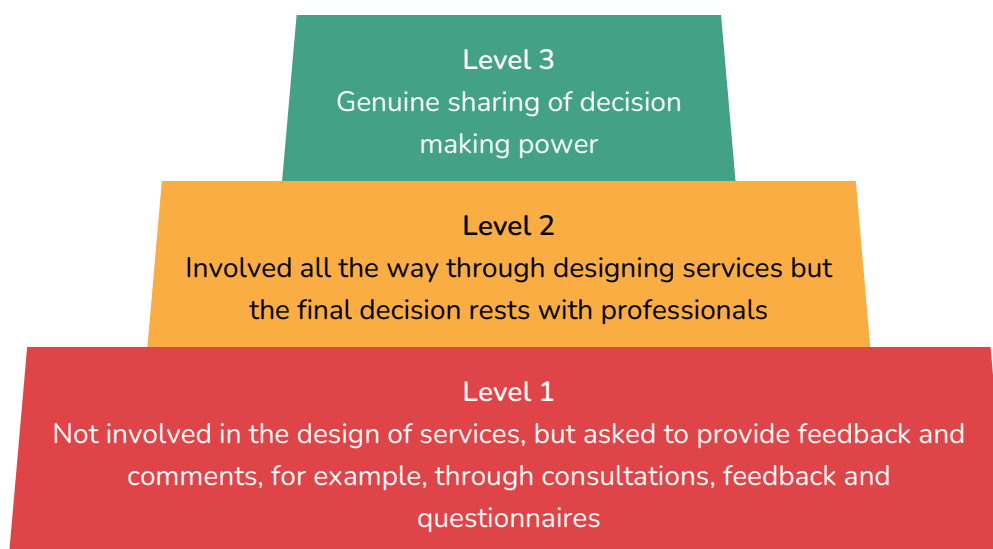 Level 3
Genuine sharing of decision
making power
Level 2
Involved all the way through designing services but
the final decision rests with professionals
Level 1
Not involved in the design of services, but asked to provide feedback and
comments, for example, through consultations, feedback and
questionnaires